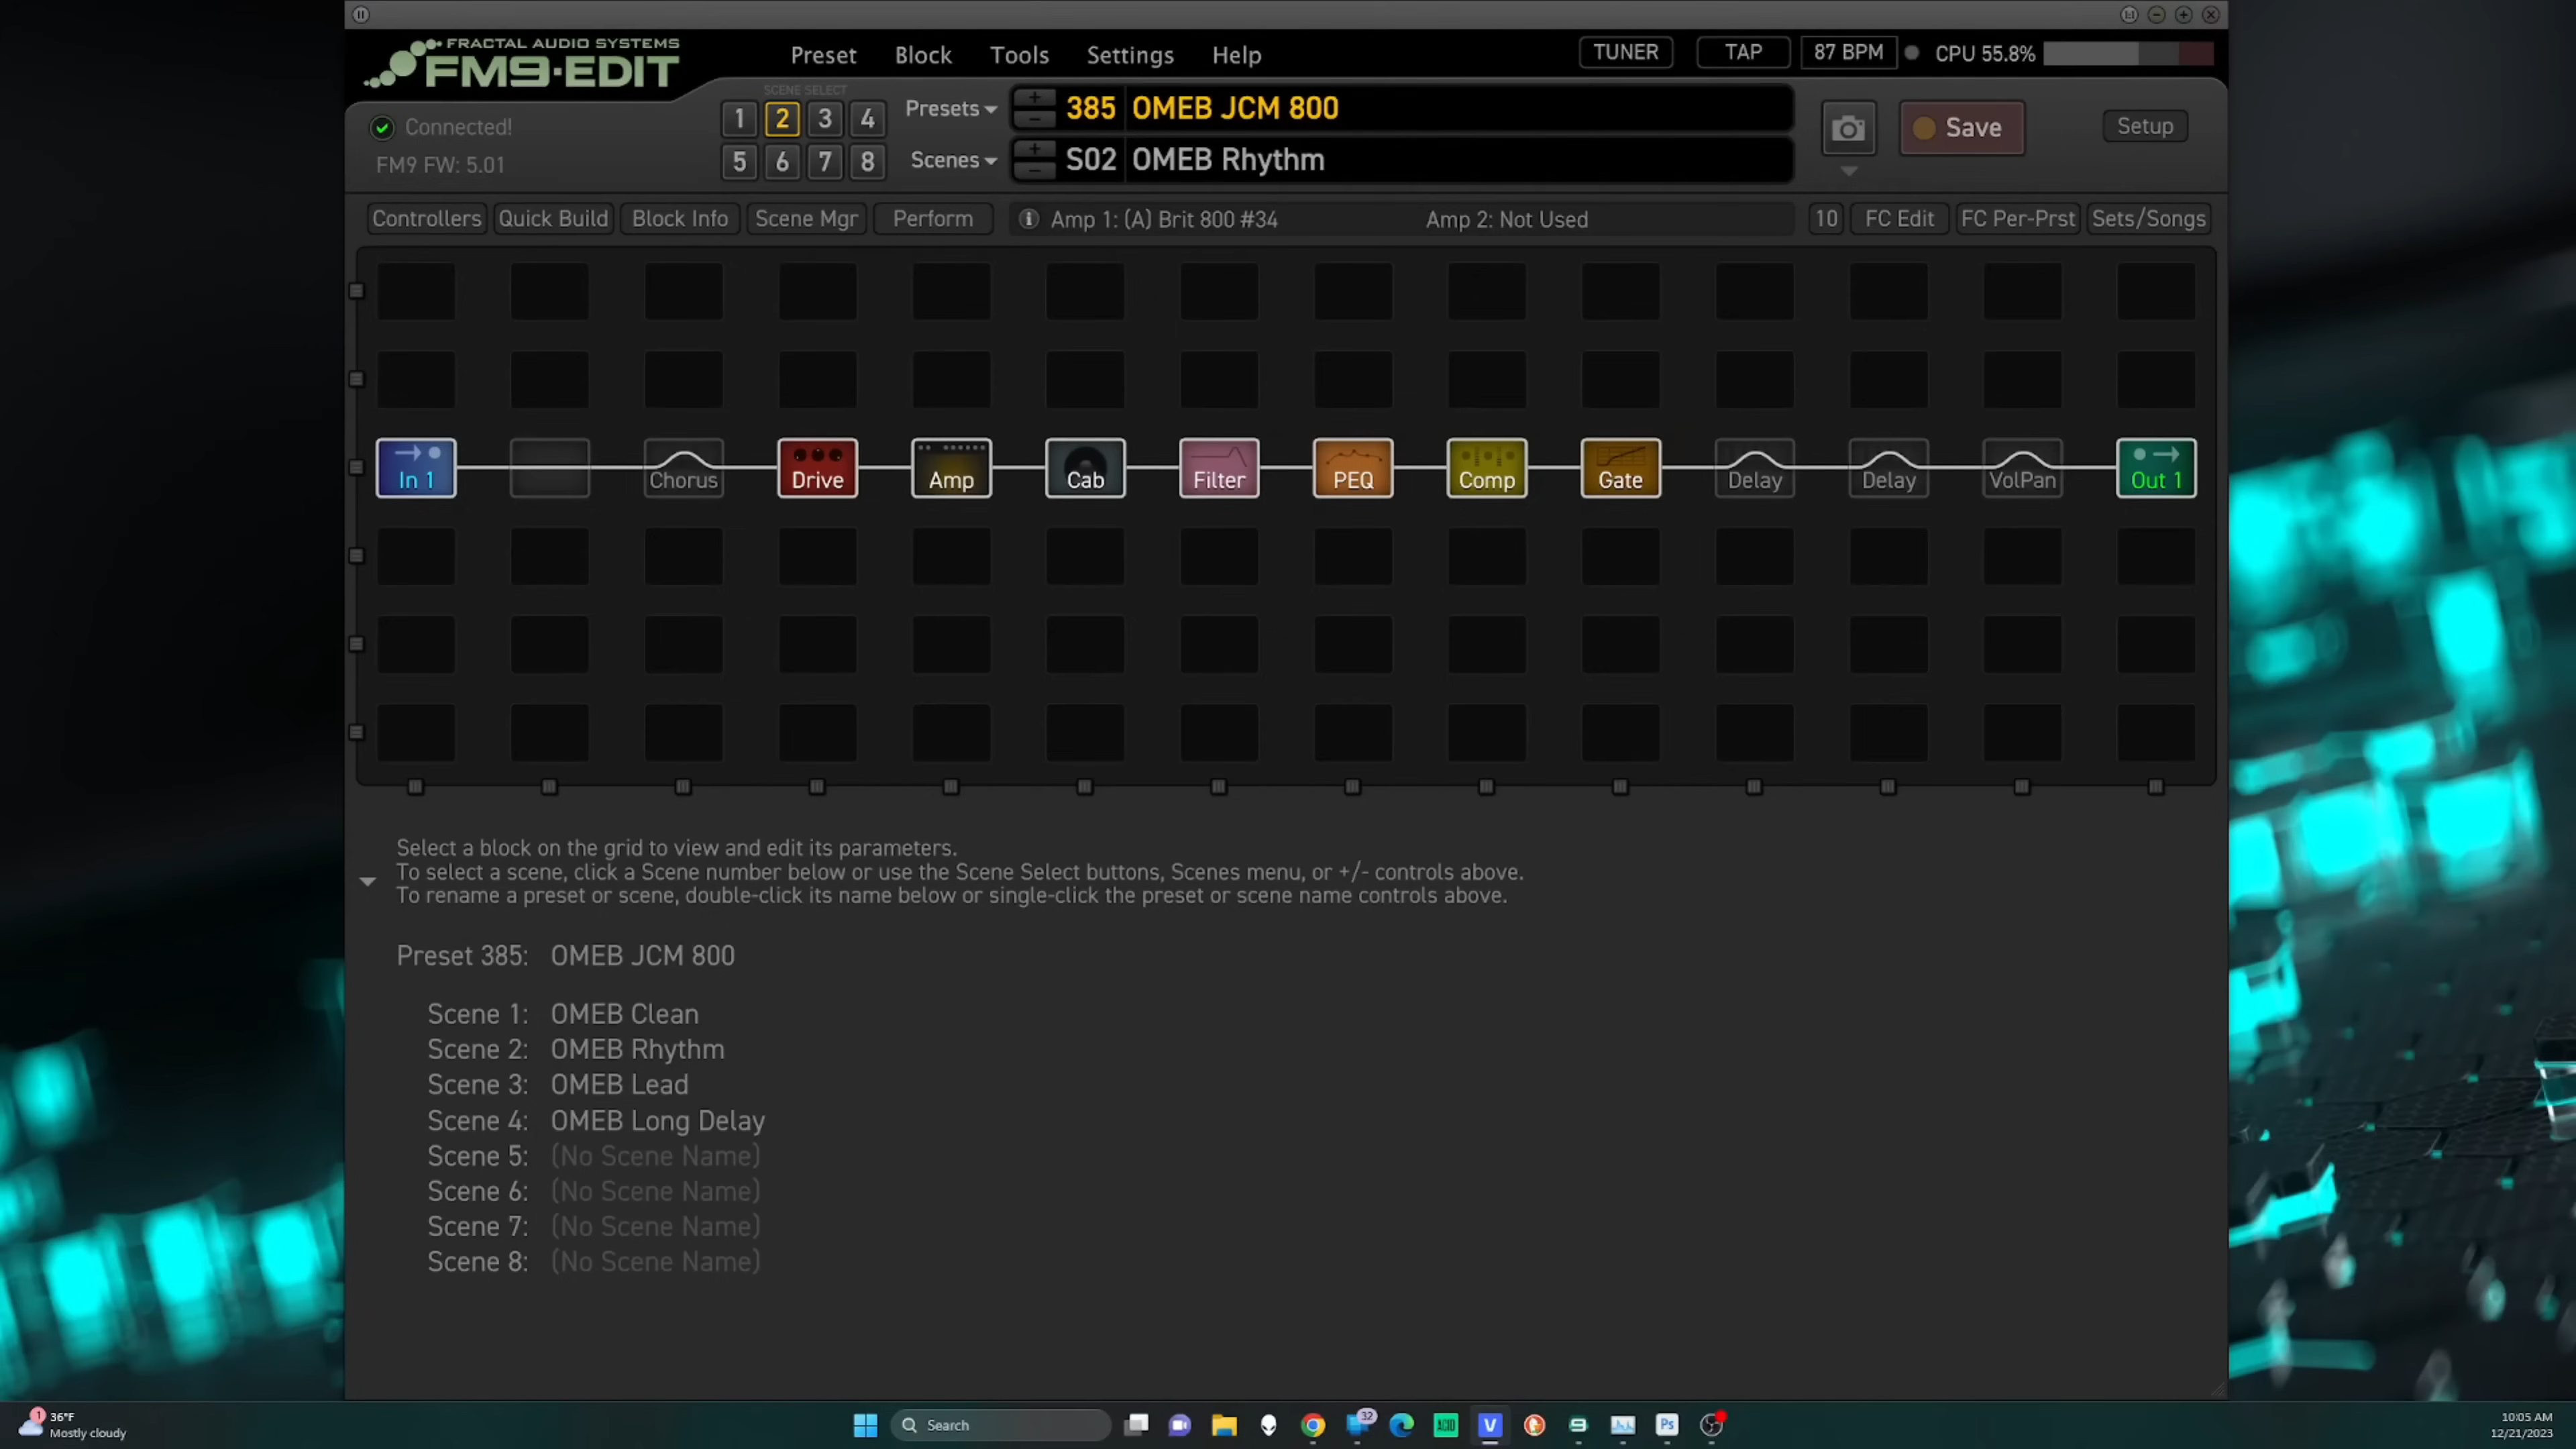 FRACTAL AUDIO SYSTEMS
FM9·EDIT
Preset Block Tools Settings Help
TUNER TAP 87 BPM CPU 55.8%
Connected!
FM9 FW: 5.01
SCENE SELECT
1 2 3 4
5 6 7 8
Presets + − 385 OMEB JCM 800
Scenes + − S02 OMEB Rhythm
Save
Setup
Controllers Quick Build Block Info Scene Mgr Perform
Amp 1: (A) Brit 800 #34 Amp 2: Not Used
10 FC Edit FC Per-Prst Sets/Songs
In 1 Chorus Drive Amp Cab Filter PEQ Comp Gate Delay Delay VolPan Out 1
Select a block on the grid to view and edit its parameters.
To select a scene, click a Scene number below or use the Scene Select buttons, Scenes menu, or +/- controls above.
To rename a preset or scene, double-click its name below or single-click the preset or scene name controls above.
Preset 385: OMEB JCM 800
Scene 1: OMEB Clean
Scene 2: OMEB Rhythm
Scene 3: OMEB Lead
Scene 4: OMEB Long Delay
Scene 5: (No Scene Name)
Scene 6: (No Scene Name)
Scene 7: (No Scene Name)
Scene 8: (No Scene Name)
1
36°F
Mostly cloudy
Search
32
ACID
V
9
Ps
10:05 AM
12/21/2023